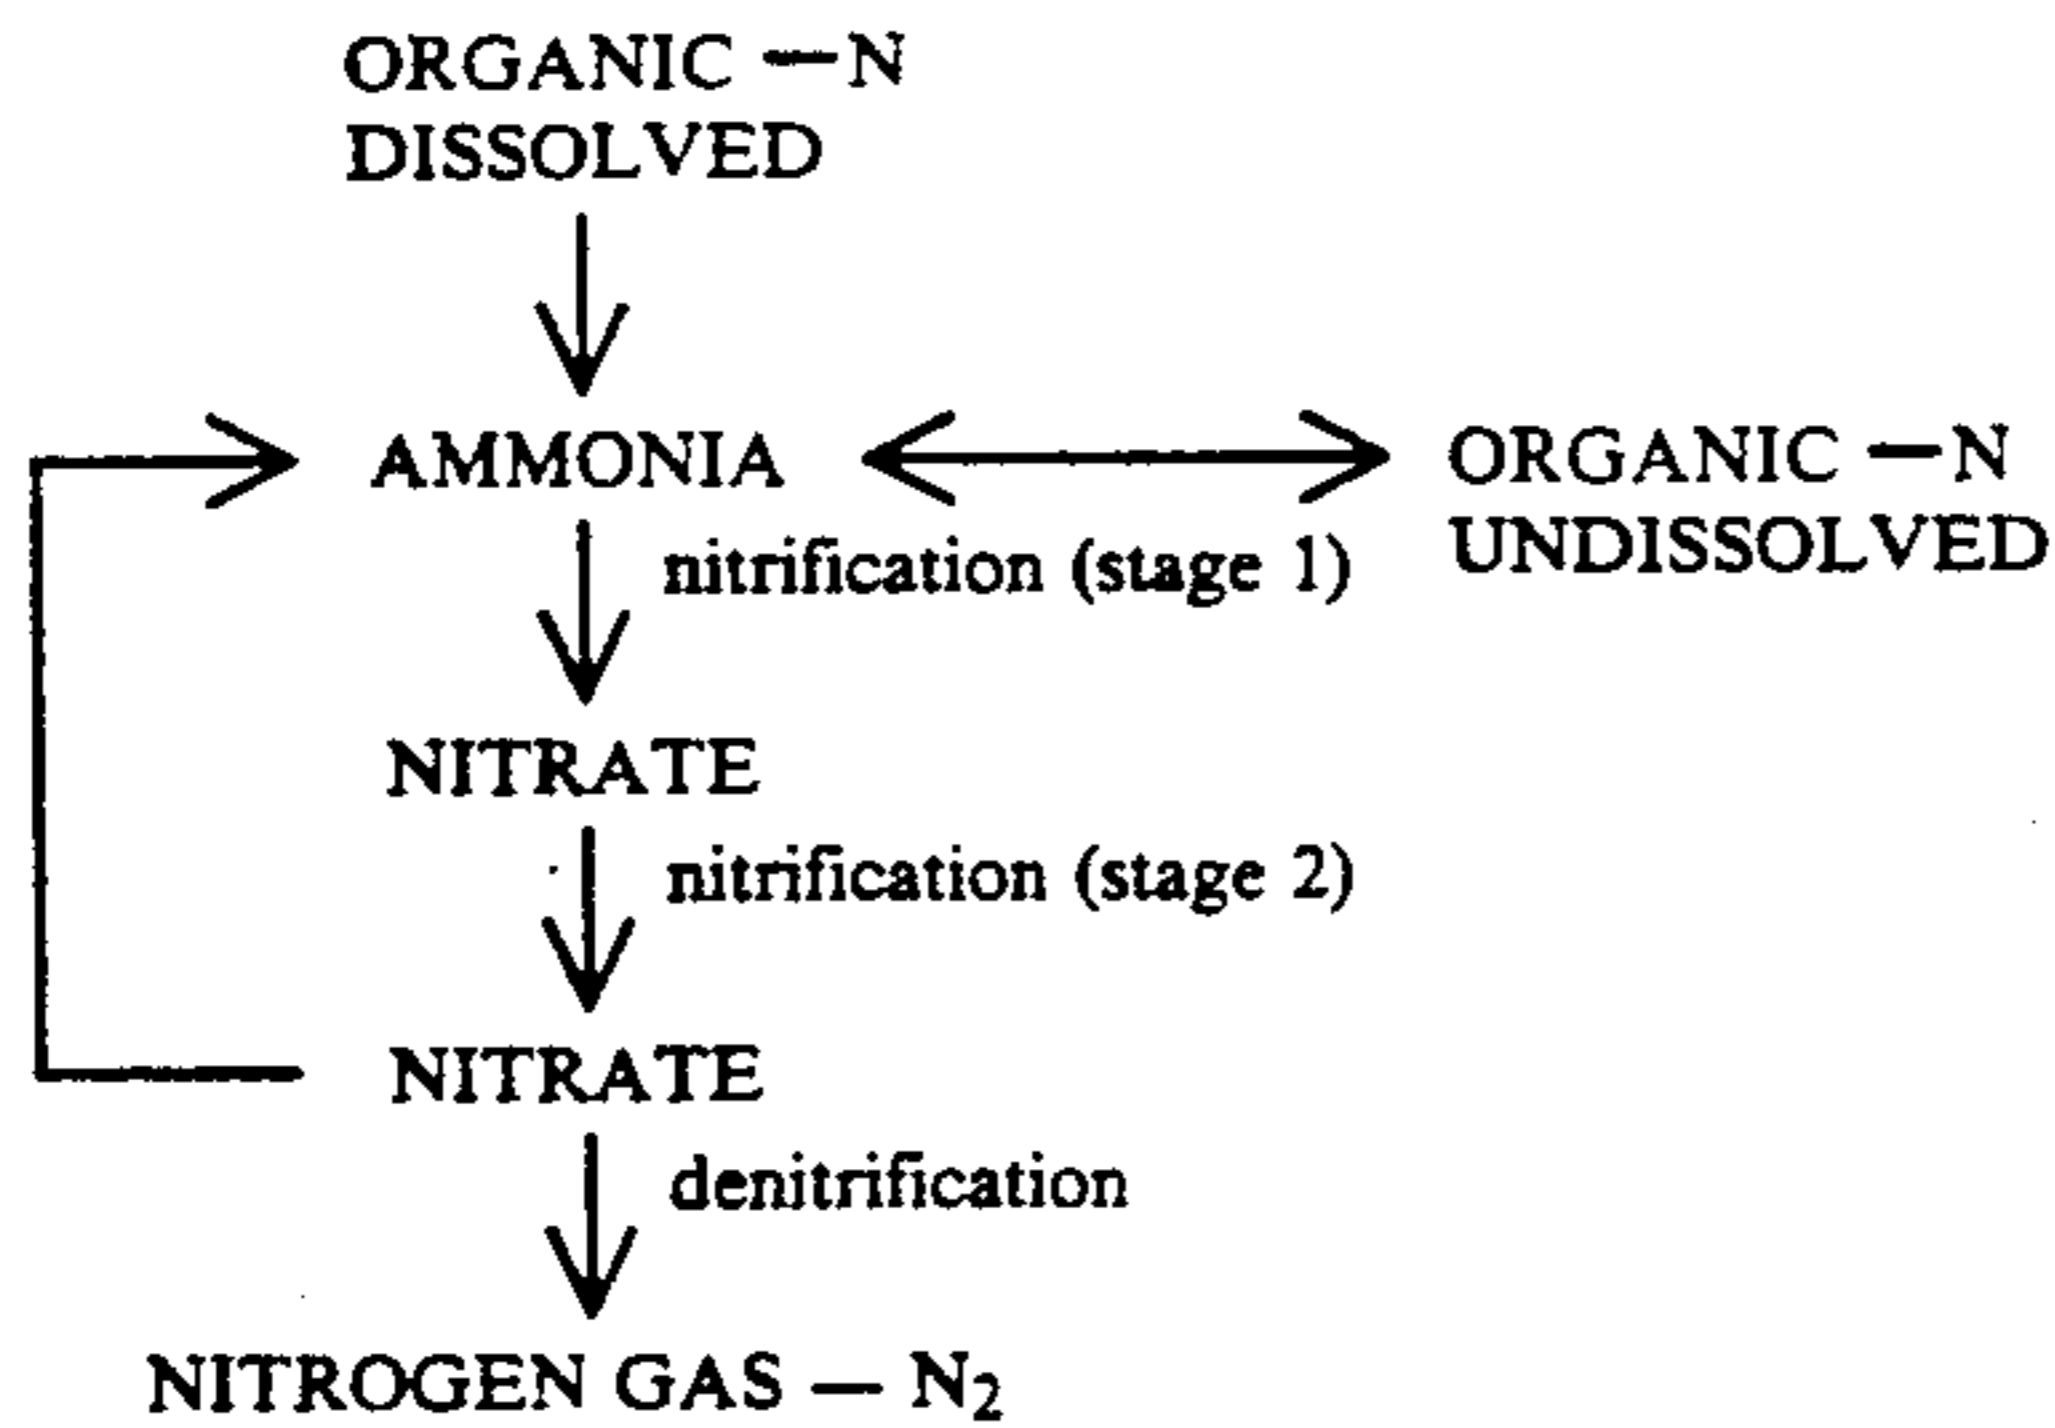 ORGANIC — N
DISSOLVED
AMMONIA
ORGANIC — N
UNDISSOLVED
nitrification (stage 1)
NITRATE
nitrification (stage 2)
NITRATE
denitrification
NITROGEN GAS — N₂